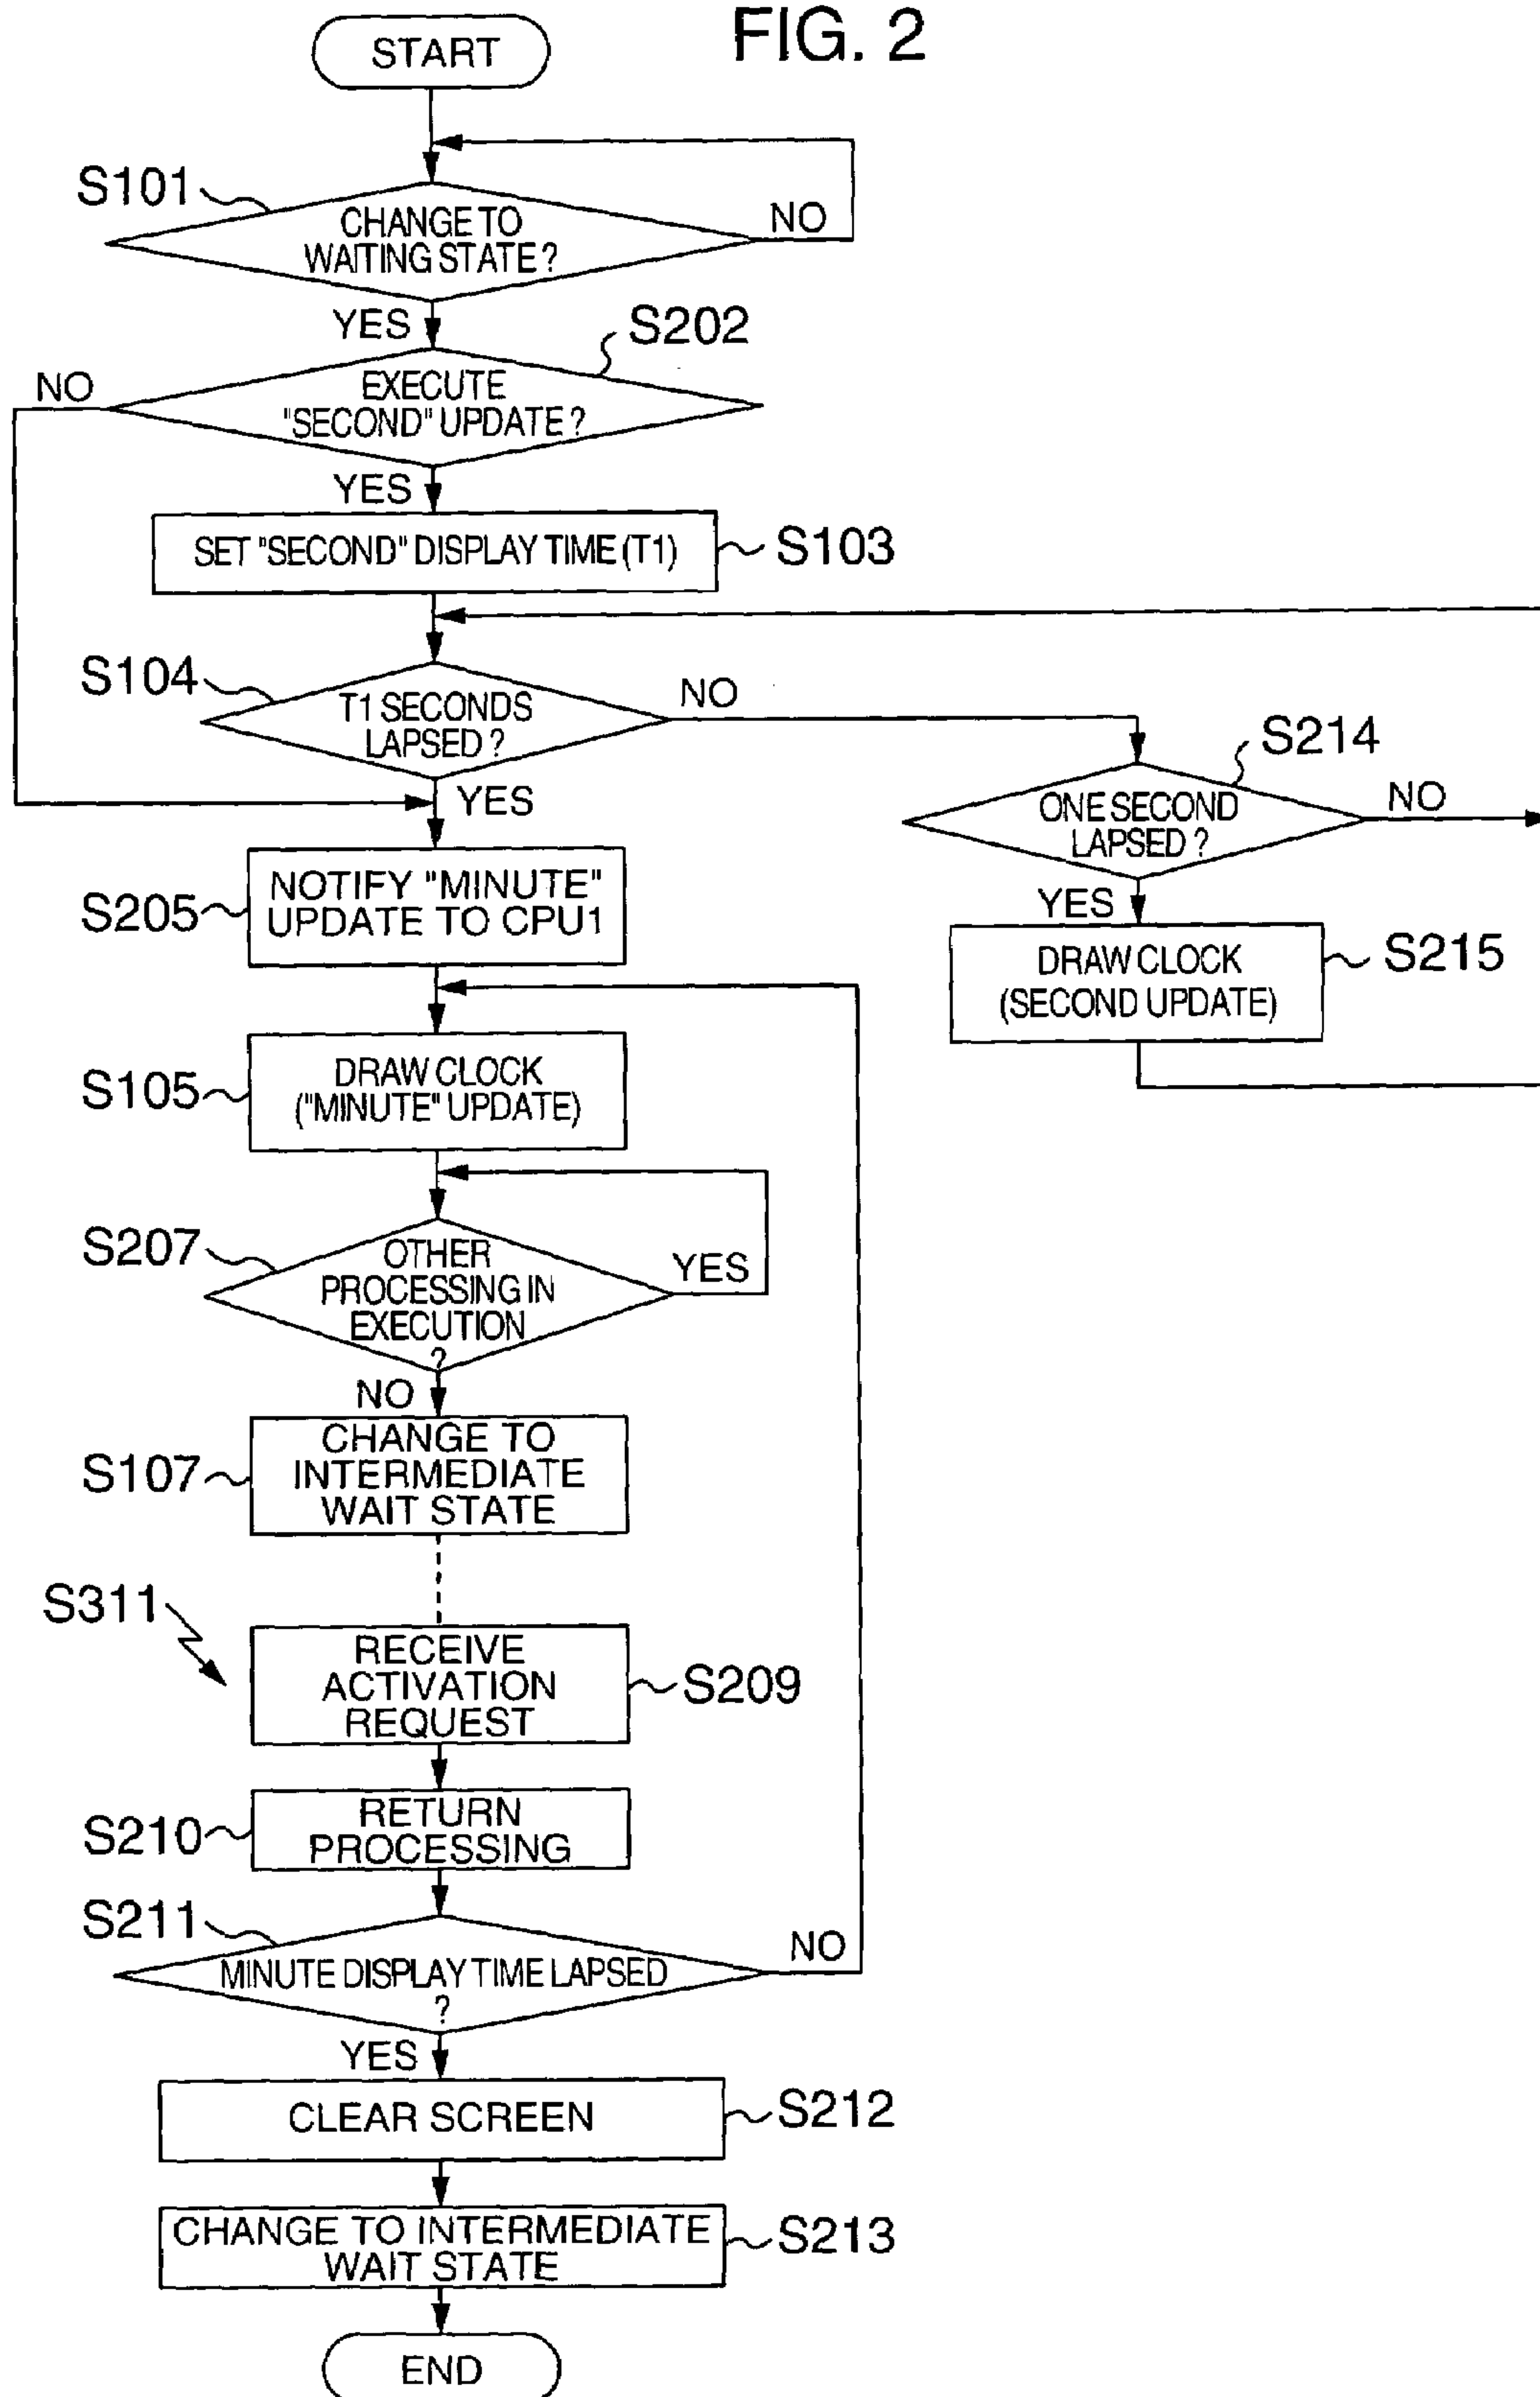 FIG. 2
START
S101
CHANGE TO
WAITING STATE?
NO
YES
S202
NO
EXECUTE
"SECOND" UPDATE?
YES
SET "SECOND" DISPLAY TIME (T1)
S103
S104
T1 SECONDS
LAPSED?
NO
YES
S214
ONE SECOND
LAPSED?
NO
YES
S205
NOTIFY "MINUTE"
UPDATE TO CPU1
DRAW CLOCK
(SECOND UPDATE)
S215
S105
DRAW CLOCK
("MINUTE" UPDATE)
S207
OTHER
PROCESSING IN
EXECUTION
?
YES
NO
S107
CHANGE TO
INTERMEDIATE
WAIT STATE
S311
RECEIVE
ACTIVATION
REQUEST
S209
S210
RETURN
PROCESSING
S211
MINUTE DISPLAY TIME LAPSED
?
NO
YES
CLEAR SCREEN
S212
CHANGE TO INTERMEDIATE
WAIT STATE
S213
END